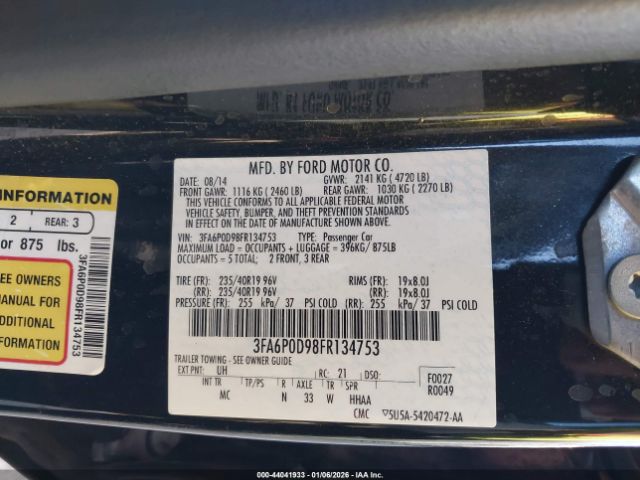 MFD. BY FORD MOTOR CO.
DATE: 08/14 GVWR: 2141 KG ( 4720 LB)
FRONT GAWR: 1116 KG ( 2460 LB) REAR GAWR: 1030 KG ( 2270 LB)
THIS VEHICLE CONFORMS TO ALL APPLICABLE FEDERAL MOTOR
VEHICLE SAFETY, BUMPER, AND THEFT PREVENTION STANDARDS IN
EFFECT ON THE DATE OF MANUFACTURE SHOWN ABOVE.
VIN: 3FA6P0D98FR134753 TYPE: Passenger Car
MAXIMUM LOAD = OCCUPANTS + LUGGAGE = 396KG/ 875LB
OCCUPANTS = 5 TOTAL: 2 FRONT, 3 REAR
TIRE (FR): 235/40R19 96V RIMS (FR): 19x8.0J
(RR): 235/40R19 96V (RR): 19x8.0J
PRESSURE (FR): 255 kPa/ 37 PSI COLD (RR): 255 kPa/ 37 PSI COLD
3FA6P0D98FR134753
TRAILER TOWING - SEE OWNER GUIDE
EXT PNT: UH RC: 21 DSO: F0027
R0049
INT TR TP/PS R AXLE TR SPR
MC N 33 W HHAA
CMC SU5A-5420472-AA
INFORMATION
2 REAR: 3
or 875 lbs.
SEE OWNERS
MANUAL FOR
ADDITIONAL
INFORMATION
3FA6P0D98FR134753
000-44041933 - 01/06/2026 - IAAI.COM